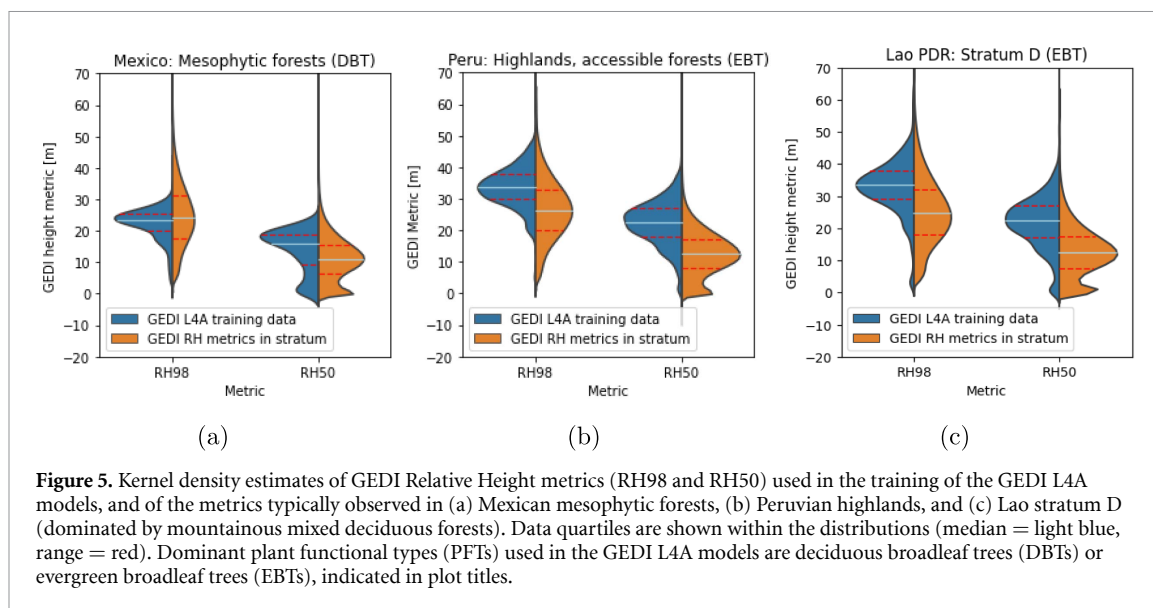 Mexico: Mesophytic forests (DBT)
GEDI height metric [m]
70
60
50
40
30
20
10
0
−10
−20
GEDI L4A training data
GEDI RH metrics in stratum
RH98
RH50
Metric
(a)
Peru: Highlands, accessible forests (EBT)
GEDI Metric [m]
70
60
50
40
30
20
10
0
−10
−20
GEDI L4A training data
GEDI RH metrics in stratum
RH98
RH50
Metric
(b)
Lao PDR: Stratum D (EBT)
GEDI height metric [m]
70
60
50
40
30
20
10
0
−10
−20
GEDI L4A training data
GEDI RH metrics in stratum
RH98
RH50
Metric
(c)
Figure 5. Kernel density estimates of GEDI Relative Height metrics (RH98 and RH50) used in the training of the GEDI L4A
models, and of the metrics typically observed in (a) Mexican mesophytic forests, (b) Peruvian highlands, and (c) Lao stratum D
(dominated by mountainous mixed deciduous forests). Data quartiles are shown within the distributions (median = light blue,
range = red). Dominant plant functional types (PFTs) used in the GEDI L4A models are deciduous broadleaf trees (DBTs) or
evergreen broadleaf trees (EBTs), indicated in plot titles.